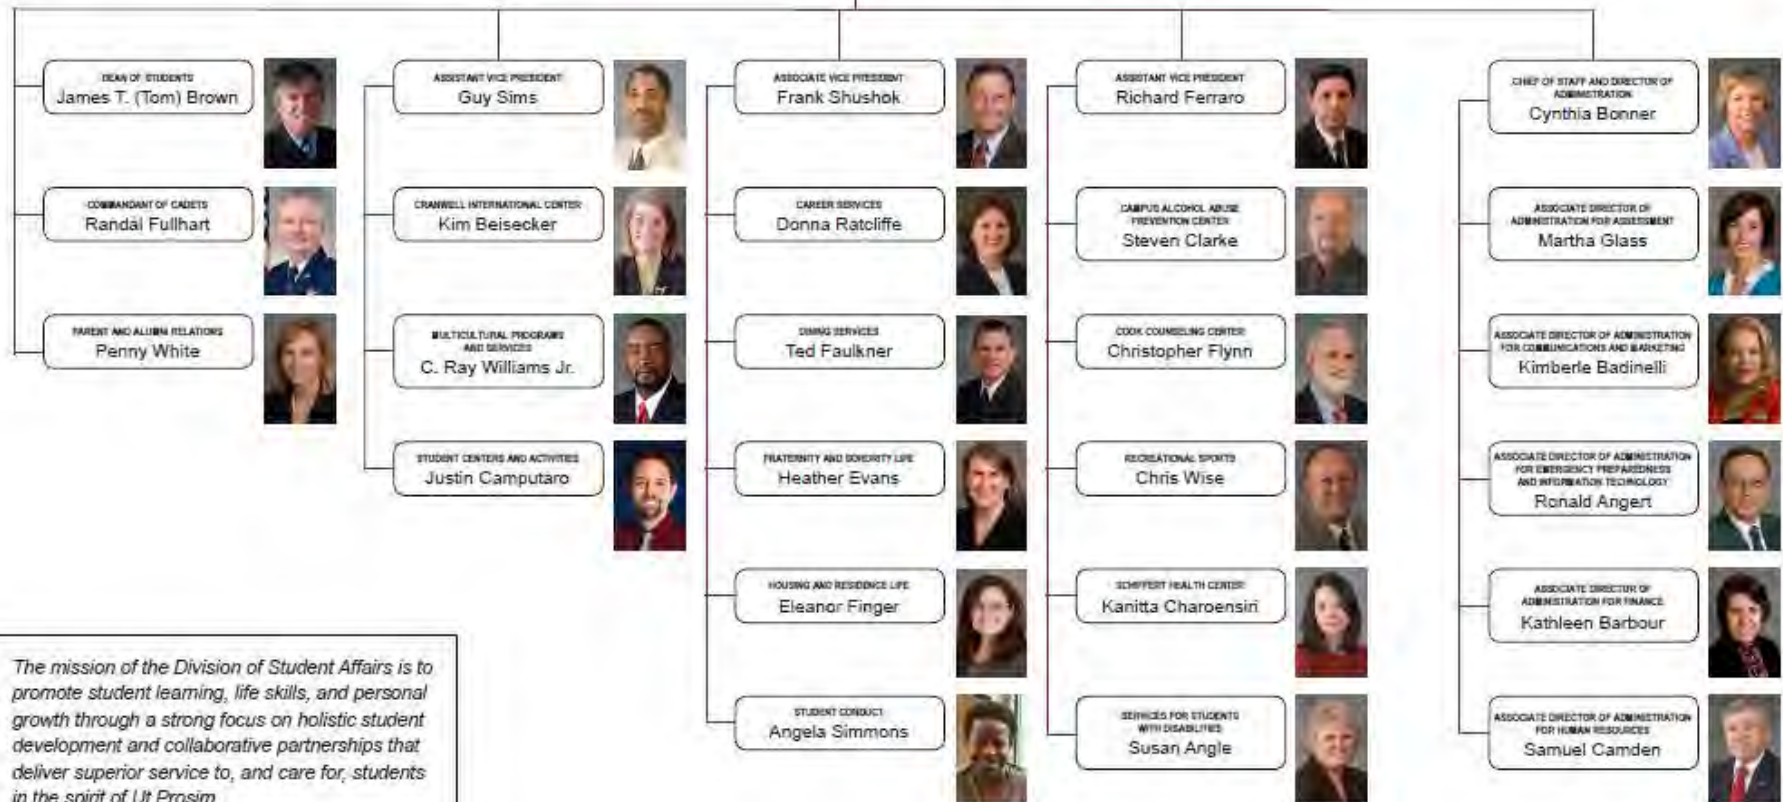 DEAN OF STUDENTS
James T. (Tom) Brown
COMMANDANT OF CADETS
Randal Fullhart
PARENT AND ALUMNI RELATIONS
Penny White
ASSISTANT VICE PRESIDENT
Guy Sims
CRANWELL INTERNATIONAL CENTER
Kim Beisecker
MULTICULTURAL PROGRAMS
AND SERVICES
C. Ray Williams Jr.
STUDENT CENTERS AND ACTIVITIES
Justin Camputaro
ASSOCIATE VICE PRESIDENT
Frank Shushok
CAREER SERVICES
Donna Ratcliffe
DINING SERVICES
Ted Faulkner
FRATERNITY AND SORORITY LIFE
Heather Evans
HOUSING AND RESIDENCE LIFE
Eleanor Finger
STUDENT CONDUCT
Angela Simmons
ASSISTANT VICE PRESIDENT
Richard Ferraro
CAMPUS ALCOHOL ABUSE
PREVENTION CENTER
Steven Clarke
COOK COUNSELING CENTER
Christopher Flynn
RECREATIONAL SPORTS
Chris Wise
SCHIFFERT HEALTH CENTER
Kanitta Charoensiri
SERVICES FOR STUDENTS
WITH DISABILITIES
Susan Angle
CHIEF OF STAFF AND DIRECTOR OF
ADMINISTRATION
Cynthia Bonner
ASSOCIATE DIRECTOR OF
ADMINISTRATION FOR ASSESSMENT
Martha Glass
ASSOCIATE DIRECTOR OF ADMINISTRATION
FOR COMMUNICATIONS AND MARKETING
Kimberle Badinelli
ASSOCIATE DIRECTOR OF ADMINISTRATION
FOR EMERGENCY PREPAREDNESS
AND INFORMATION TECHNOLOGY
Ronald Angert
ASSOCIATE DIRECTOR OF
ADMINISTRATION FOR FINANCE
Kathleen Barbour
ASSOCIATE DIRECTOR OF ADMINISTRATION
FOR HUMAN RESOURCES
Samuel Camden
The mission of the Division of Student Affairs is to
promote student learning, life skills, and personal
growth through a strong focus on holistic student
development and collaborative partnerships that
deliver superior service to, and care for, students
in the spirit of Ut Prosim